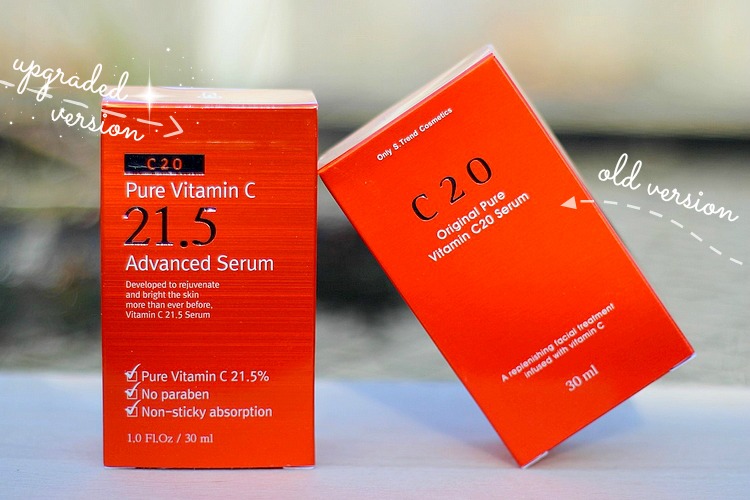 upgraded
version
C20
Pure Vitamin C
21.5
Advanced Serum
Developed to rejuvenate
and bright the skin
more than ever before,
Vitamin C 21.5 Serum
Pure Vitamin C 21.5%
No paraben
Non-sticky absorption
1.0 Fl.Oz / 30 ml
old version
Only S.Trend Cosmetics
C20
Original Pure
Vitamin C20 Serum
A replenishing facial treatment
infused with vitamin C
30 ml